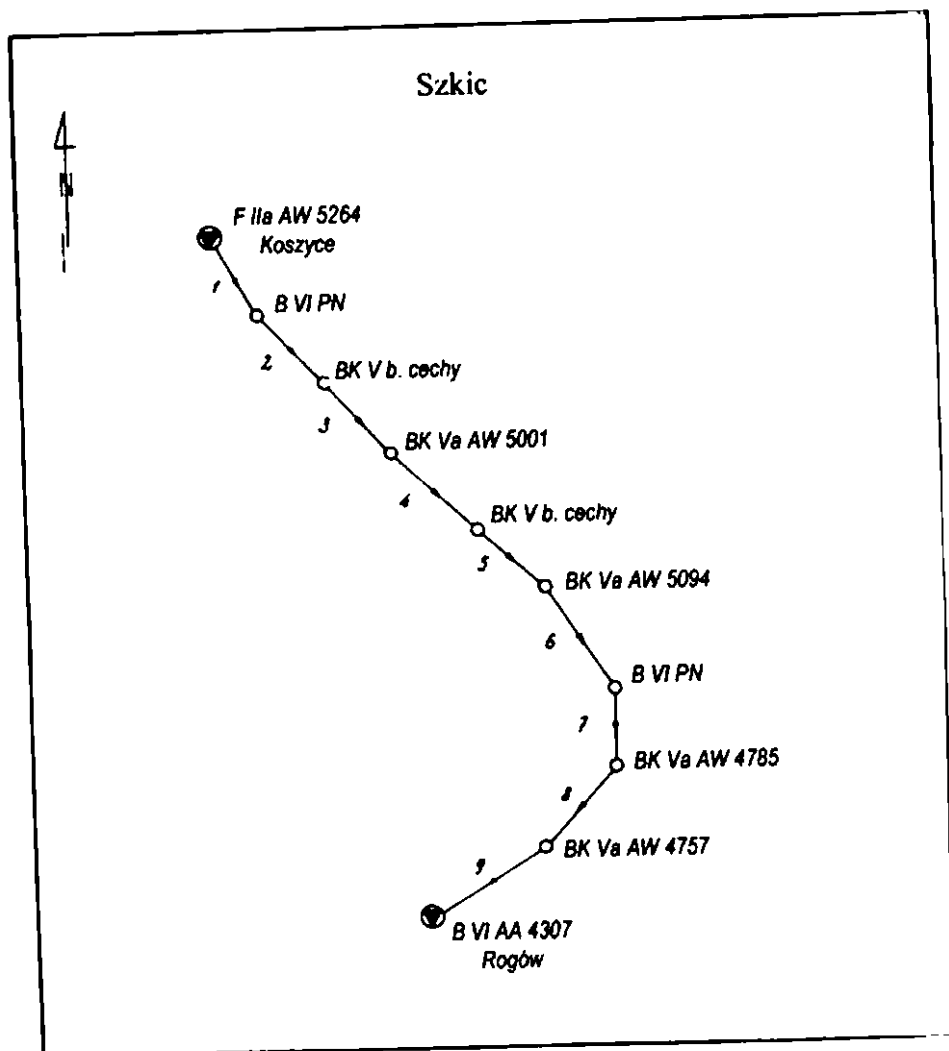 Szkic
N
F IIa AW 5264
Koszyce
1
B VI PN
2
BK V b. cechy
3
BK Va AW 5001
4
BK V b. cechy
5
BK Va AW 5094
6
B VI PN
7
BK Va AW 4785
8
BK Va AW 4757
9
B VI AA 4307
Rogów